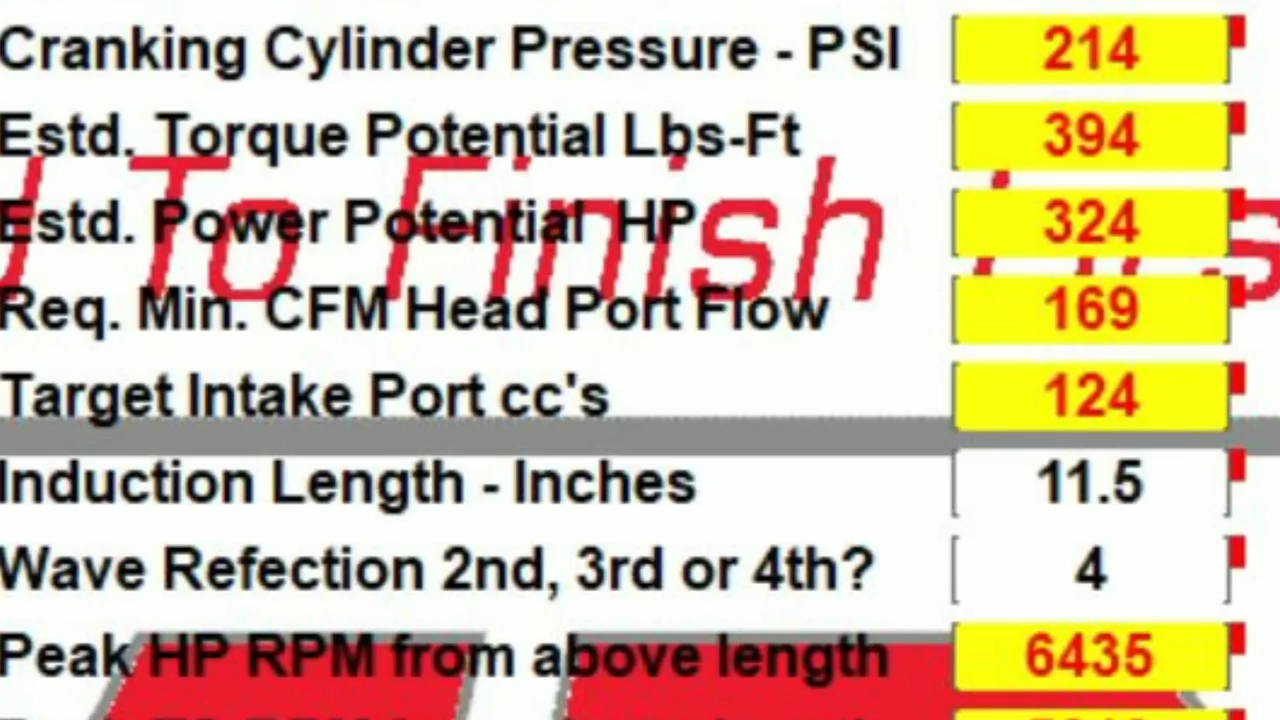 Cranking Cylinder Pressure - PSI 214
Estd. Torque Potential Lbs-Ft 394
To Finish
Estd. Power Potential HP 324
Req. Min. CFM Head Port Flow 169
Target Intake Port cc's 124
Induction Length - Inches 11.5
Wave Refection 2nd, 3rd or 4th? 4
Peak HP RPM from above length 6435